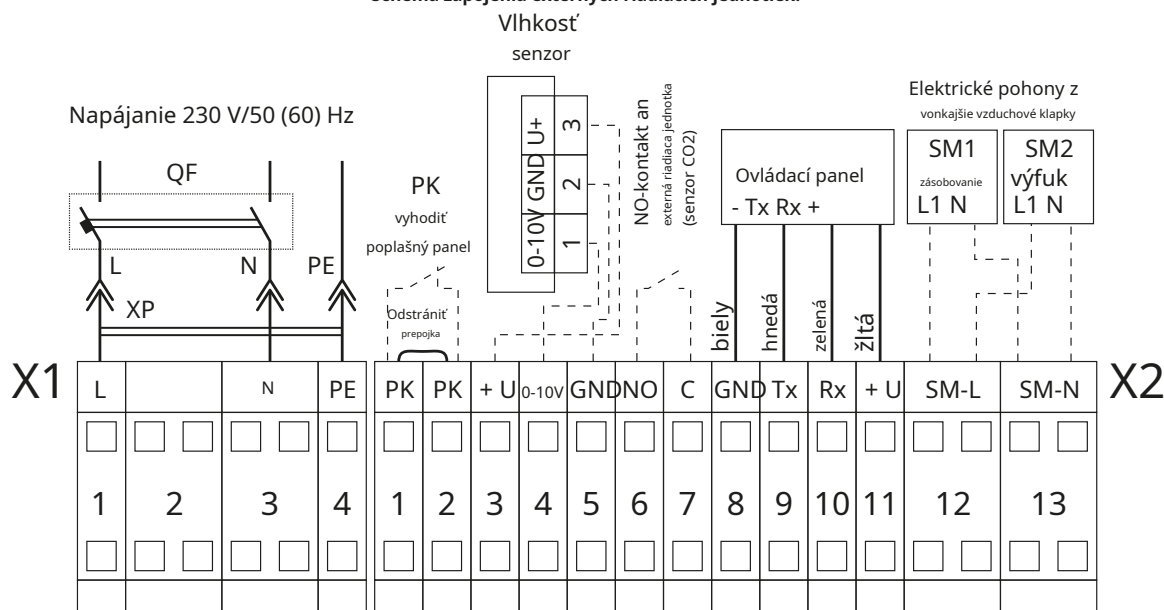 Vlhkosť
senzor
Napájanie 230 V/50 (60) Hz
QF
L
N
PE
XP
PK
vyhodiť
poplašný panel
Odstrániť
prepojka
0-10V GND U+
1 2 3
NO-kontakt an
externá riadiaca jednotka
(senzor CO2)
Ovládací panel
- Tx Rx +
biely
hnedá
zelená
žltá
Elektrické pohony z
vonkajšie vzduchové klapky
SM1
zásobovanie
L1 N
SM2
výfuk
L1 N
X1
L N PE
PK PK + U 0-10V GND NO C GND Tx Rx + U SM-L SM-N
X2
1 2 3 4
1 2 3 4 5 6 7 8 9 10 11 12 13